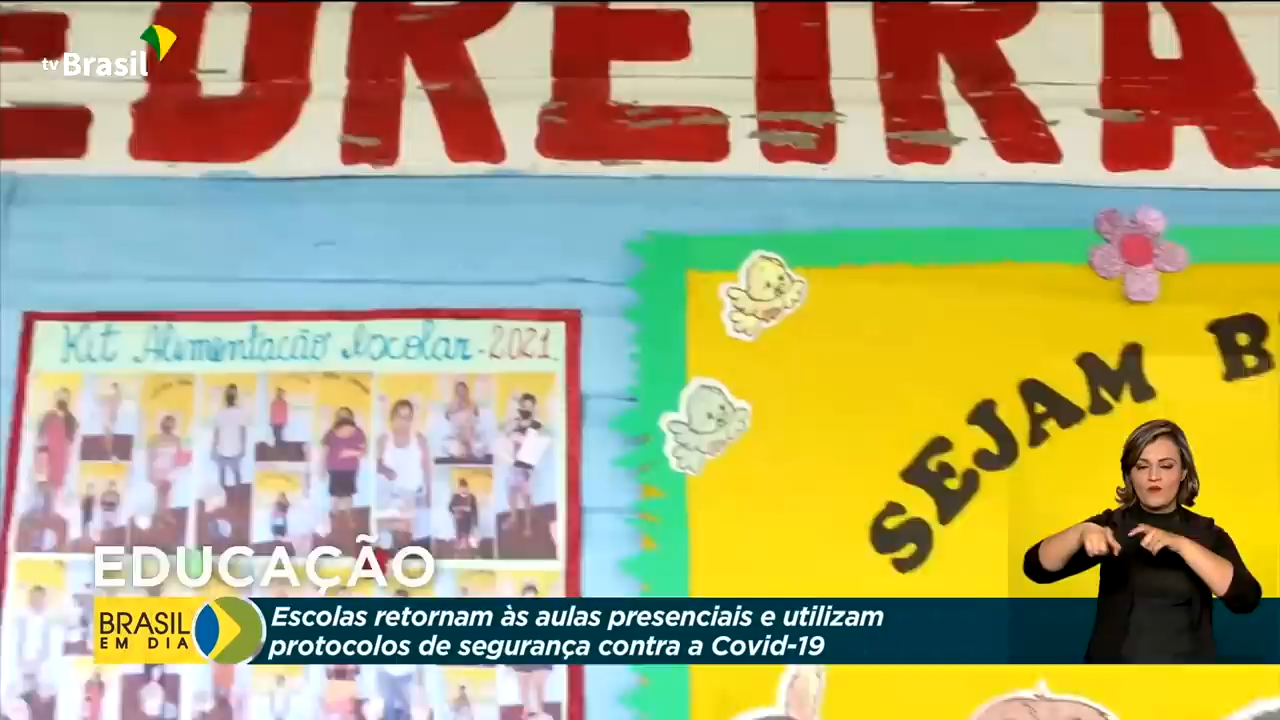 EDREIRA
tv Brasil
Kit Alimentação Escolar - 2021.
SEJAM B
EDUCAÇÃO
BRASIL
EM DIA
Escolas retornam às aulas presenciais e utilizam
protocolos de segurança contra a Covid-19